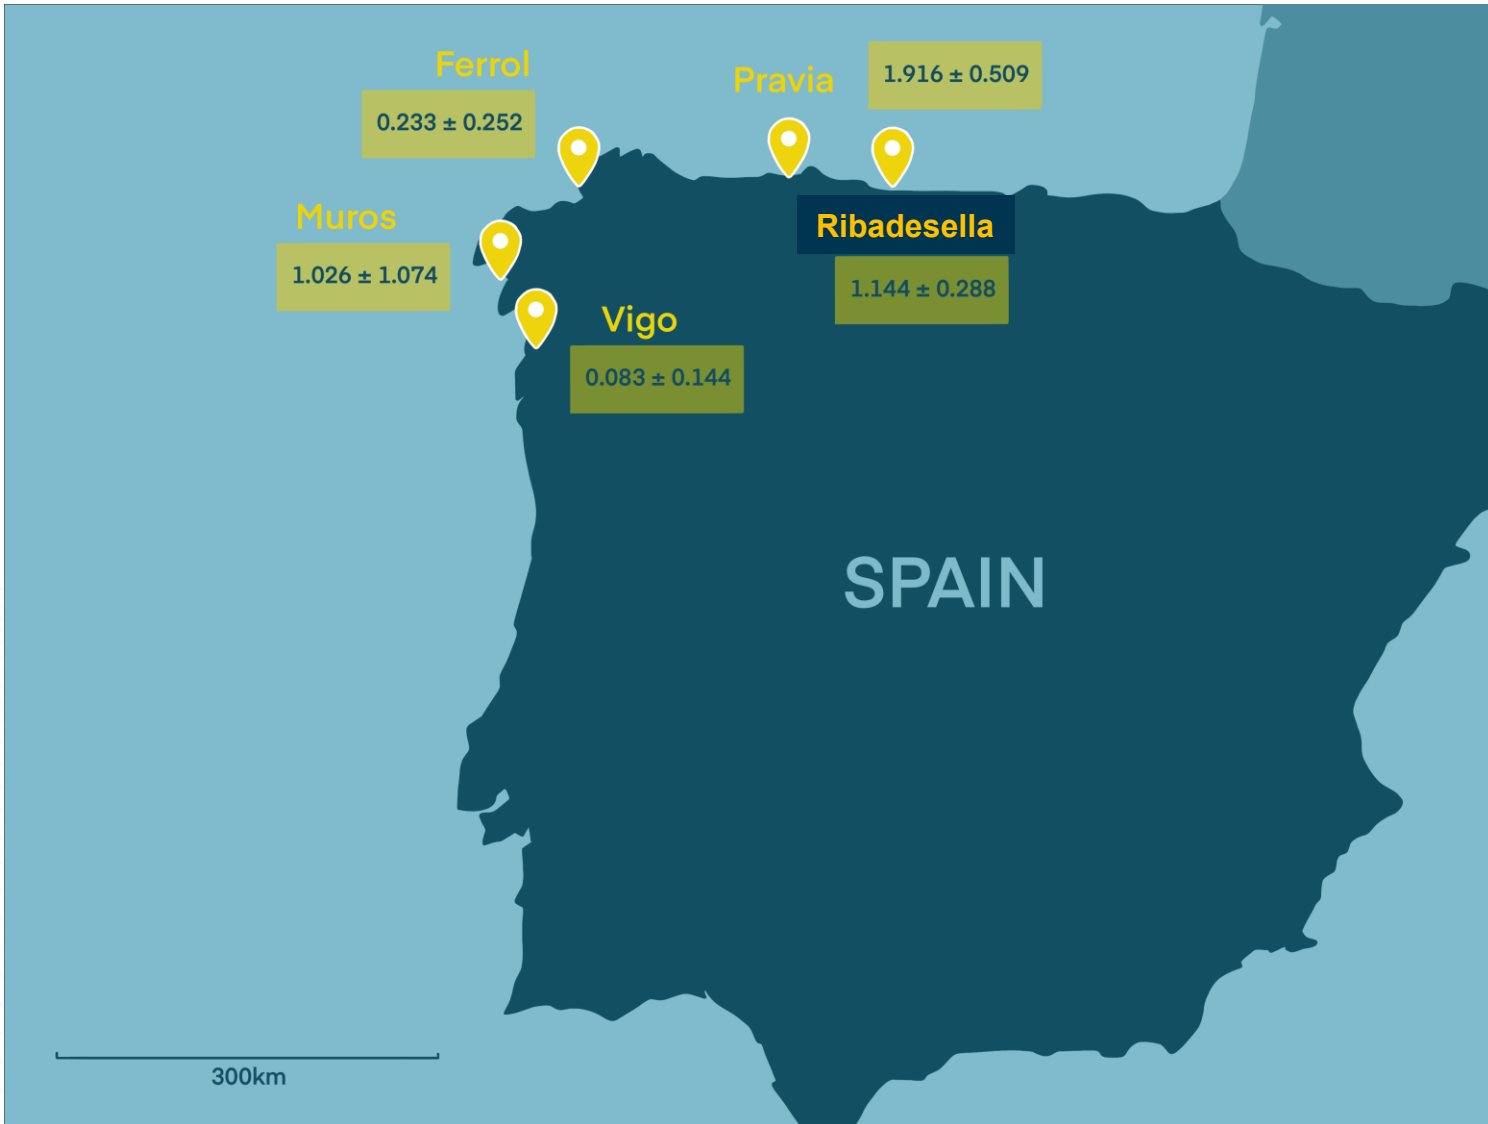 Ferrol
0.233 ± 0.252
Pravia
1.916 ± 0.509
Muros
1.026 ± 1.074
Ribadesella
1.144 ± 0.288
Vigo
0.083 ± 0.144
SPAIN
300km